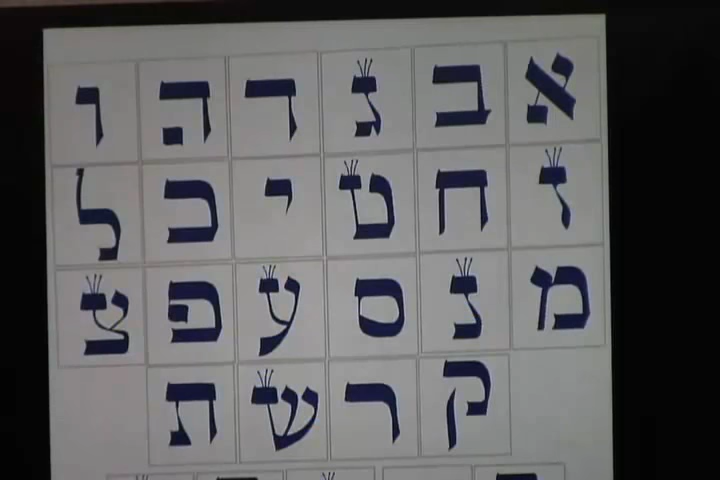 א ב ג ד ה ו
ז ח ט י כ ל
מ נ ס ע פ צ
ק ר ש ת